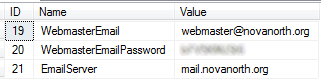 ID Name Value
19 WebmasterEmail webmaster@novanorth.org
20 WebmasterEmailPassword
21 EmailServer mail.novanorth.org